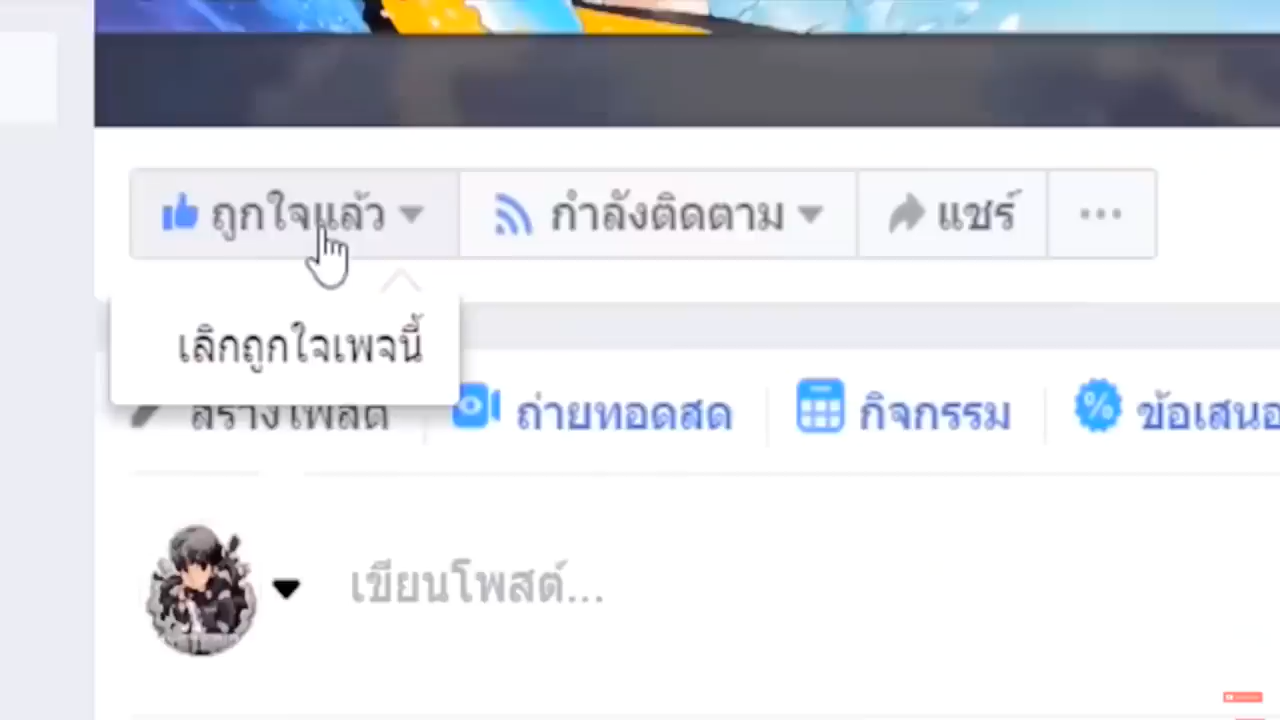 ถูกใจแล้ว กำลังติดตาม แชร์ ...
เลิกถูกใจเพจนี้
สร้างโพสต์ ถ่ายทอดสด กิจกรรม ข้อเสนอ
เขียนโพสต์...